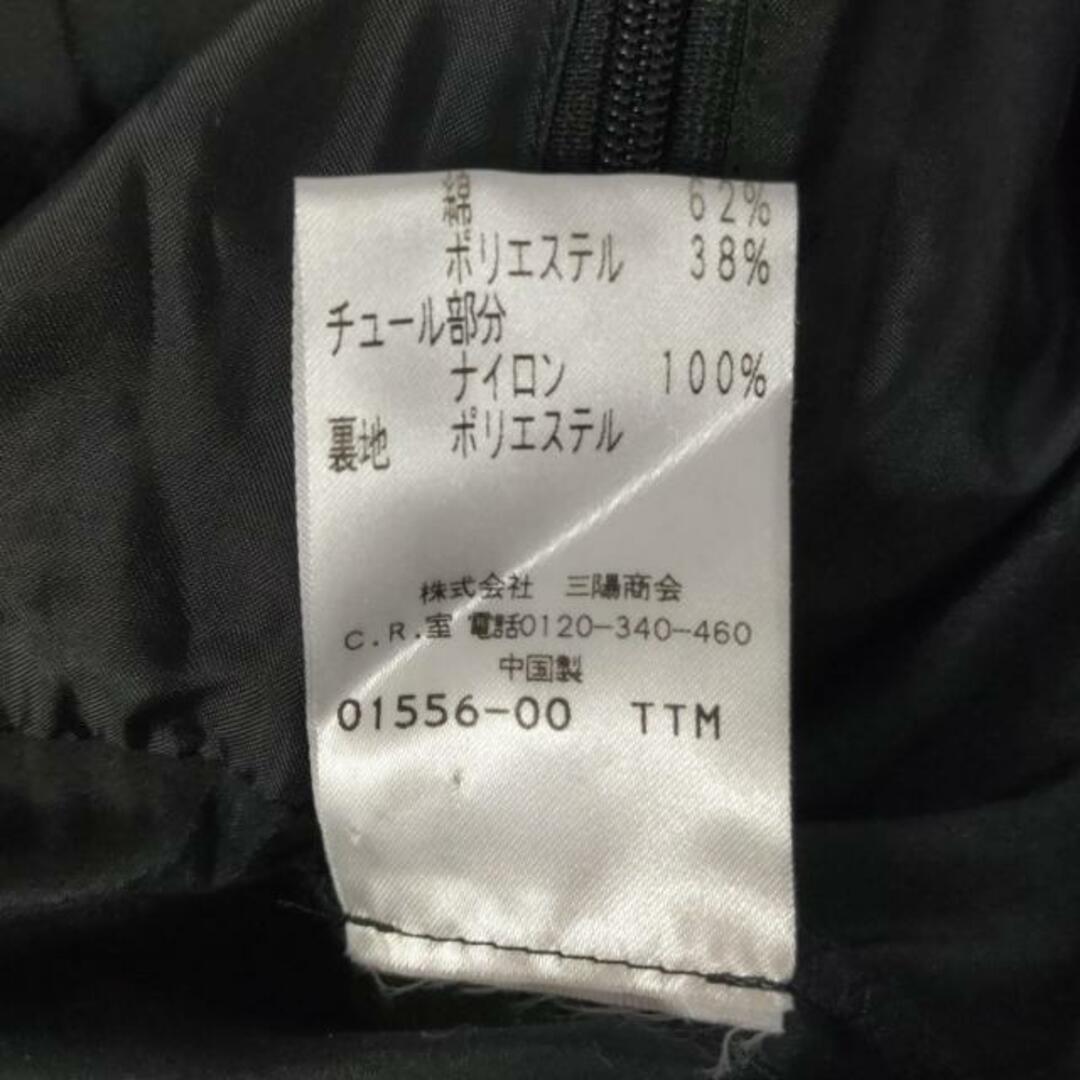 綿 62%
ポリエステル 38%
チュール部分
ナイロン 100%
裏地 ポリエステル
株式会社 三陽商会
C.R.室 電話0120-340-460
中国製
01556-00 TTM